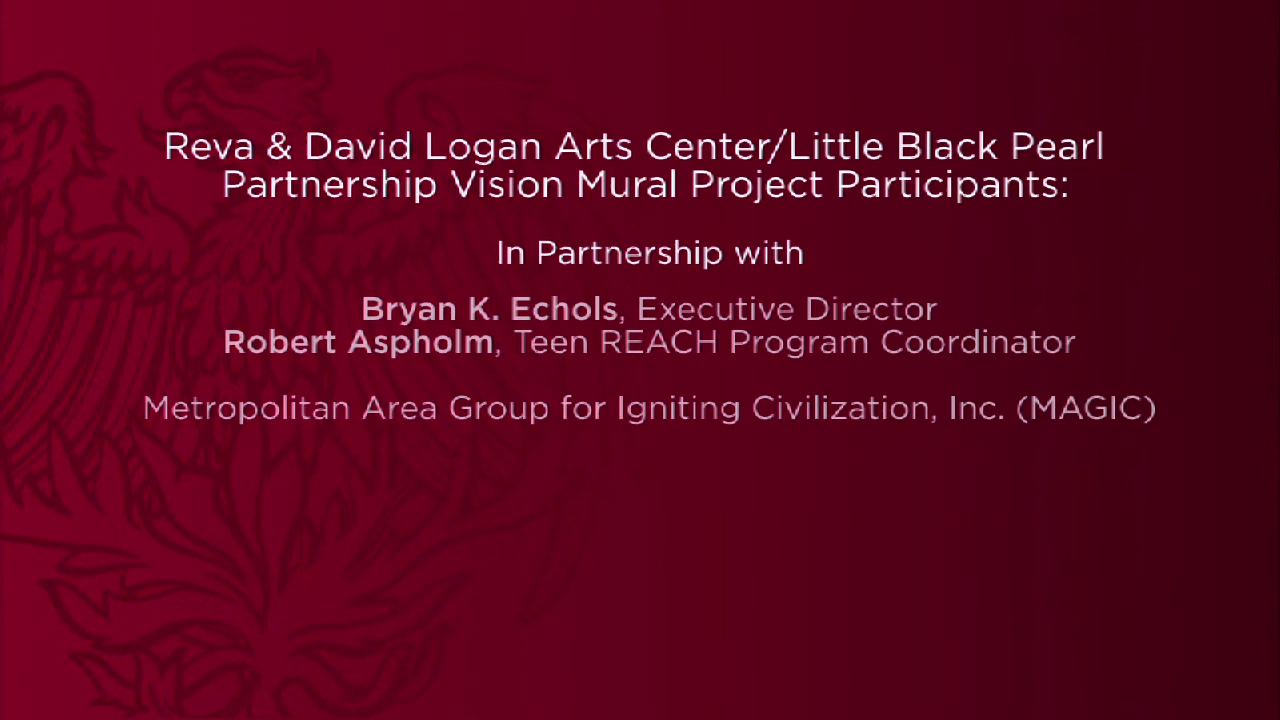 Reva & David Logan Arts Center/Little Black Pearl
Partnership Vision Mural Project Participants:
In Partnership with
Bryan K. Echols, Executive Director
Robert Aspholm, Teen REACH Program Coordinator
Metropolitan Area Group for Igniting Civilization, Inc. (MAGIC)